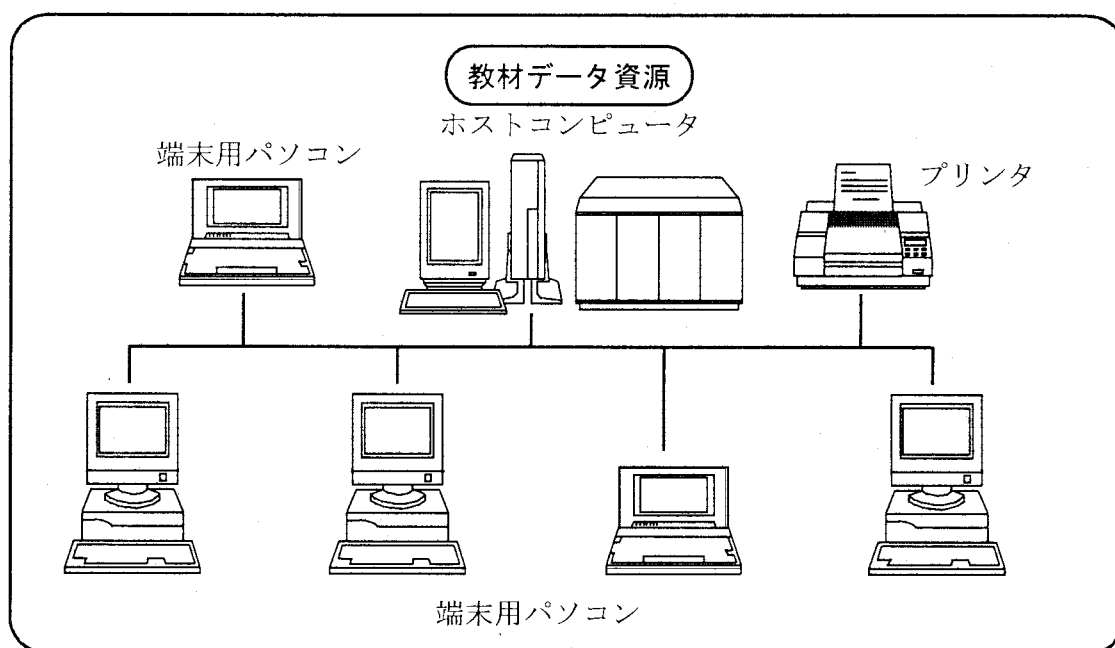 教材データ資源
ホストコンピュータ
端末用パソコン
プリンタ
端末用パソコン